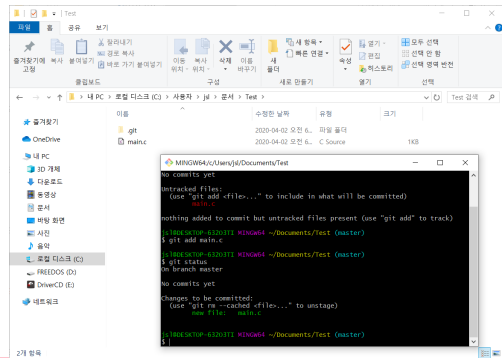 Test
파일
홈
공유
보기
즐겨찾기에 고정
복사
붙여넣기
잘라내기
경로 복사
바로 가기 붙여넣기
이동 위치
복사 위치
삭제
이름 바꾸기
새 폴더
새 항목
빠른 연결
속성
열기
편집
히스토리
모두 선택
선택 안 함
선택 영역 반전
클립보드
구성
새로 만들기
열기
선택
내 PC > 로컬 디스크 (C:) > 사용자 > jsl > 문서 > Test >
Test 검색
이름
수정한 날짜
유형
크기
.git
2020-04-02 오전 6...
파일 폴더
main.c
2020-04-02 오전 6...
C Source
1KB
즐겨찾기
OneDrive
내 PC
3D 개체
다운로드
동영상
문서
바탕 화면
사진
음악
로컬 디스크 (C:)
FREEDOS (D:)
DriverCD (E:)
네트워크
2개 항목
MINGW64:/c/Users/jsl/Documents/Test
No commits yet
Untracked files:
(use "git add <file>..." to include in what will be committed)
main.c
nothing added to commit but untracked files present (use "git add" to track)
jsl@DESKTOP-632O3TI MINGW64 ~/Documents/Test (master)
$ git add main.c
jsl@DESKTOP-632O3TI MINGW64 ~/Documents/Test (master)
$ git status
On branch master
No commits yet
Changes to be committed:
(use "git rm --cached <file>..." to unstage)
new file:   main.c
jsl@DESKTOP-632O3TI MINGW64 ~/Documents/Test (master)
$